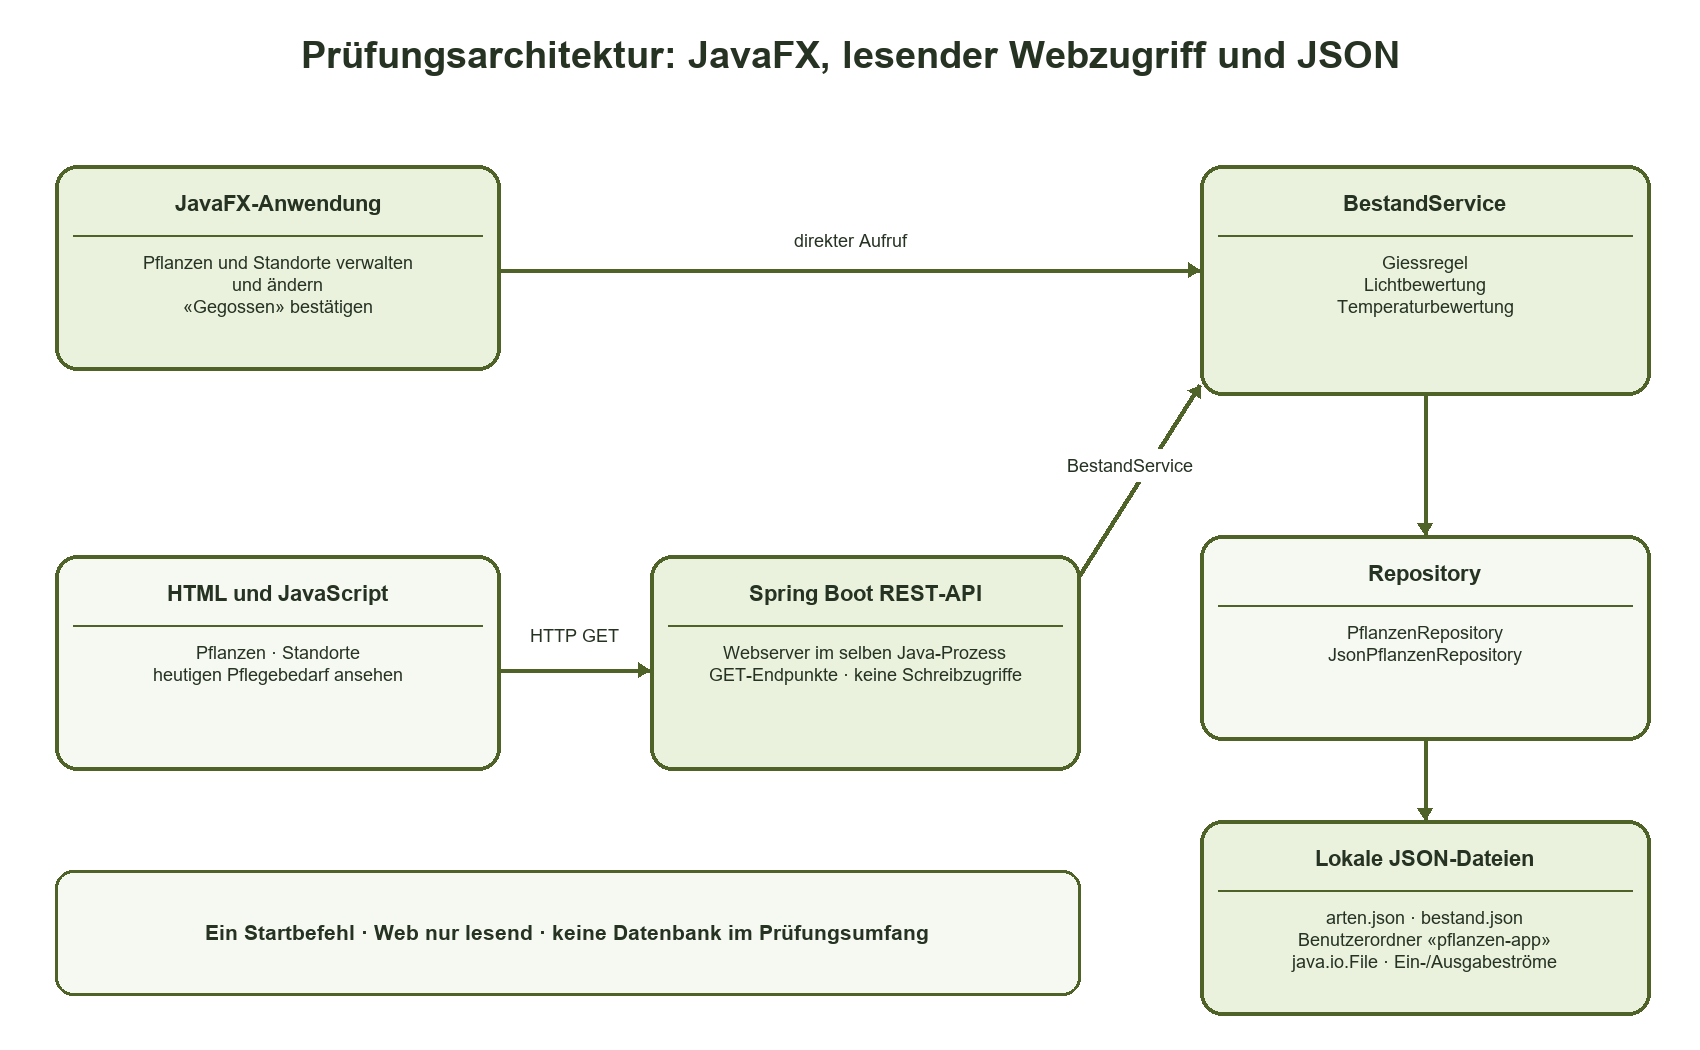 Prüfungsarchitektur: JavaFX, lesender Webzugriff und JSON
JavaFX-Anwendung
Pflanzen und Standorte verwalten
und ändern
«Gegossen» bestätigen
direkter Aufruf
BestandService
Giessregel
Lichtbewertung
Temperaturbewertung
BestandService
HTML und JavaScript
Pflanzen · Standorte
heutigen Pflegebedarf ansehen
HTTP GET
Spring Boot REST-API
Webserver im selben Java-Prozess
GET-Endpunkte · keine Schreibzugriffe
Repository
PflanzenRepository
JsonPflanzenRepository
Lokale JSON-Dateien
arten.json · bestand.json
Benutzerordner «pflanzen-app»
java.io.File · Ein-/Ausgabeströme
Ein Startbefehl · Web nur lesend · keine Datenbank im Prüfungsumfang